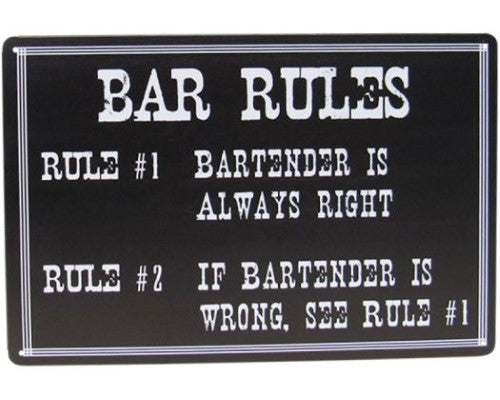 BAR RULES
RULE #1 BARTENDER IS
ALWAYS RIGHT
RULE #2 IF BARTENDER IS
WRONG, SEE RULE #1